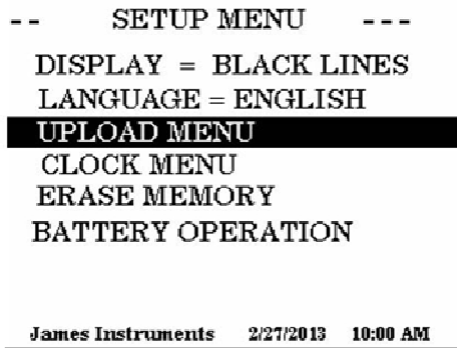 -- SETUP MENU ---
DISPLAY = BLACK LINES
LANGUAGE = ENGLISH
UPLOAD MENU
CLOCK MENU
ERASE MEMORY
BATTERY OPERATION
James Instruments 2/27/2013 10:00 AM